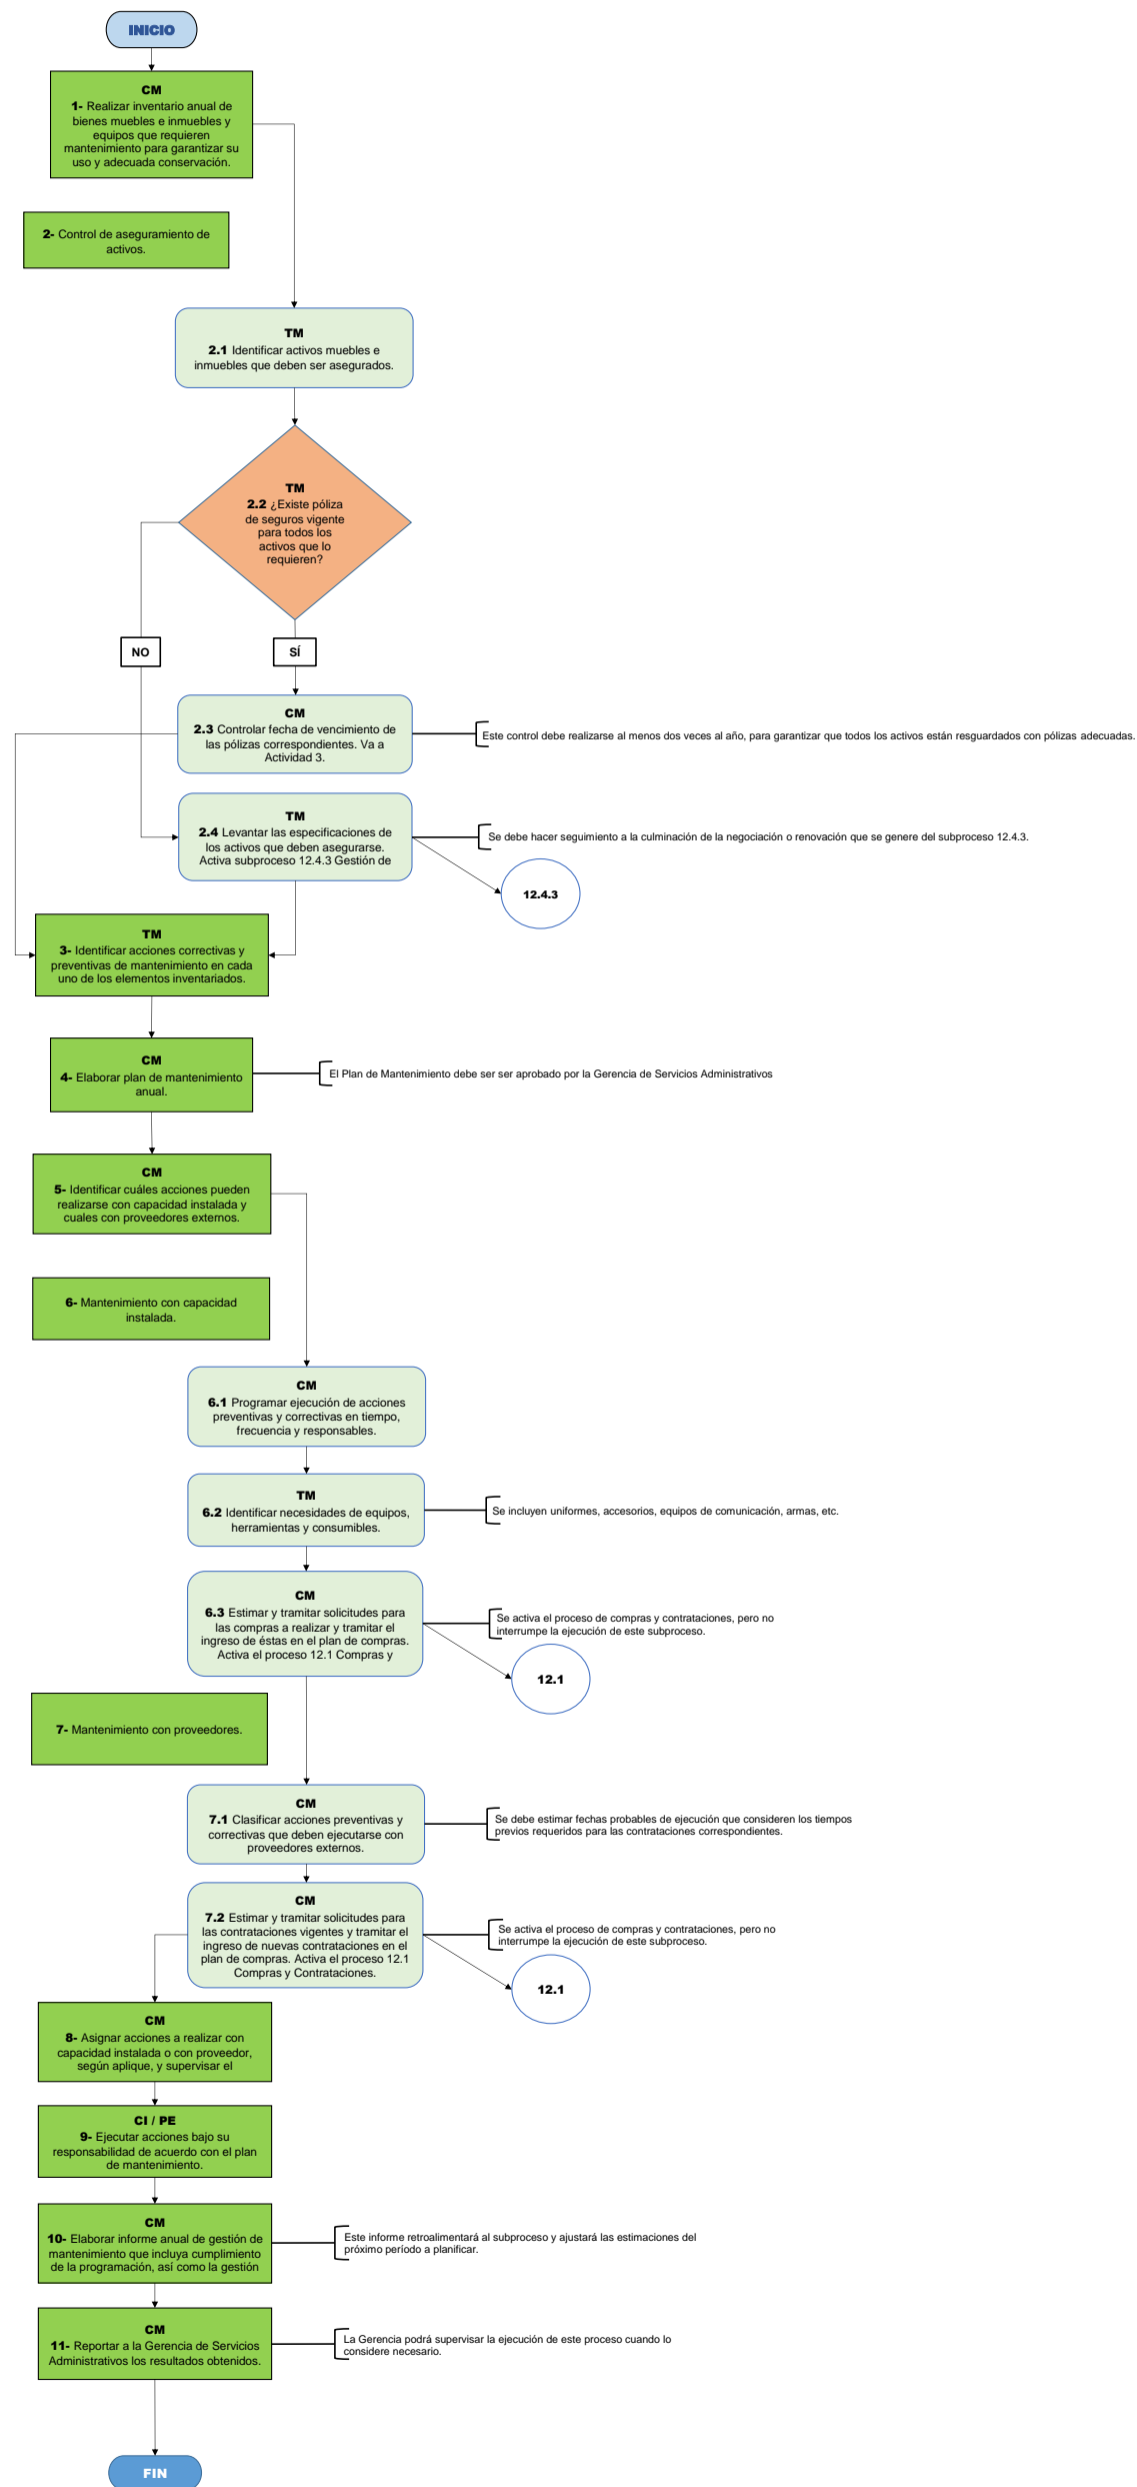 INICIO
CM
1- Realizar inventario anual de
bienes muebles e inmuebles y
equipos que requieren
mantenimiento para garantizar su
uso y adecuada conservación.
2- Control de aseguramiento de
activos.
TM
2.1 Identificar activos muebles e
inmuebles que deben ser asegurados.
TM
2.2 ¿Existe póliza
de seguros vigente
para todos los
activos que lo
requieren?
NO
SÍ
CM
2.3 Controlar fecha de vencimiento de
las pólizas correspondientes. Va a
Actividad 3.
Este control debe realizarse al menos dos veces al año, para garantizar que todos los activos están resguardados con pólizas adecuadas.
TM
2.4 Levantar las especificaciones de
los activos que deben asegurarse.
Activa subproceso 12.4.3 Gestión de
Se debe hacer seguimiento a la culminación de la negociación o renovación que se genere del subproceso 12.4.3.
12.4.3
TM
3- Identificar acciones correctivas y
preventivas de mantenimiento en cada
uno de los elementos inventariados.
CM
4- Elaborar plan de mantenimiento
anual.
El Plan de Mantenimiento debe ser ser aprobado por la Gerencia de Servicios Administrativos
CM
5- Identificar cuáles acciones pueden
realizarse con capacidad instalada y
cuales con proveedores externos.
6- Mantenimiento con capacidad
instalada.
CM
6.1 Programar ejecución de acciones
preventivas y correctivas en tiempo,
frecuencia y responsables.
TM
6.2 Identificar necesidades de equipos,
herramientas y consumibles.
Se incluyen uniformes, accesorios, equipos de comunicación, armas, etc.
CM
6.3 Estimar y tramitar solicitudes para
las compras a realizar y tramitar el
ingreso de éstas en el plan de compras.
Activa el proceso 12.1 Compras y
Se activa el proceso de compras y contrataciones, pero no
interrumpe la ejecución de este subproceso.
12.1
7- Mantenimiento con proveedores.
CM
7.1 Clasificar acciones preventivas y
correctivas que deben ejecutarse con
proveedores externos.
Se debe estimar fechas probables de ejecución que consideren los tiempos
previos requeridos para las contrataciones correspondientes.
CM
7.2 Estimar y tramitar solicitudes para
las contrataciones vigentes y tramitar el
ingreso de nuevas contrataciones en el
plan de compras. Activa el proceso 12.1
Compras y Contrataciones.
Se activa el proceso de compras y contrataciones, pero no
interrumpe la ejecución de este subproceso.
12.1
CM
8- Asignar acciones a realizar con
capacidad instalada o con proveedor,
según aplique, y supervisar el
CI / PE
9- Ejecutar acciones bajo su
responsabilidad de acuerdo con el plan
de mantenimiento.
CM
10- Elaborar informe anual de gestión de
mantenimiento que incluya cumplimiento
de la programación, así como la gestión
Este informe retroalimentará al subproceso y ajustará las estimaciones del
próximo período a planificar.
CM
11- Reportar a la Gerencia de Servicios
Administrativos los resultados obtenidos.
La Gerencia podrá supervisar la ejecución de este proceso cuando lo
considere necesario.
FIN